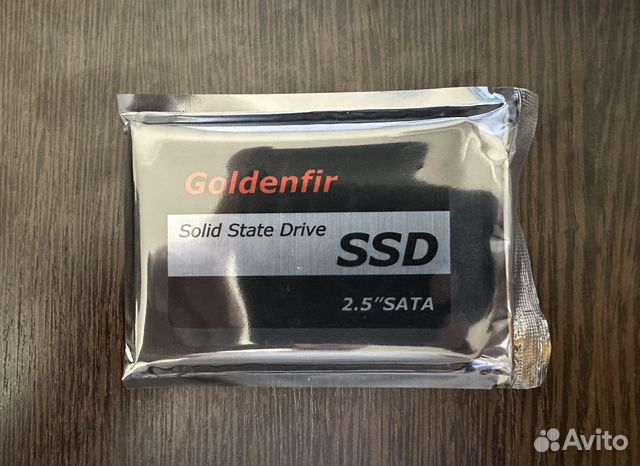 Goldenfir
Solid State Drive
SSD
2.5"SATA
Avito